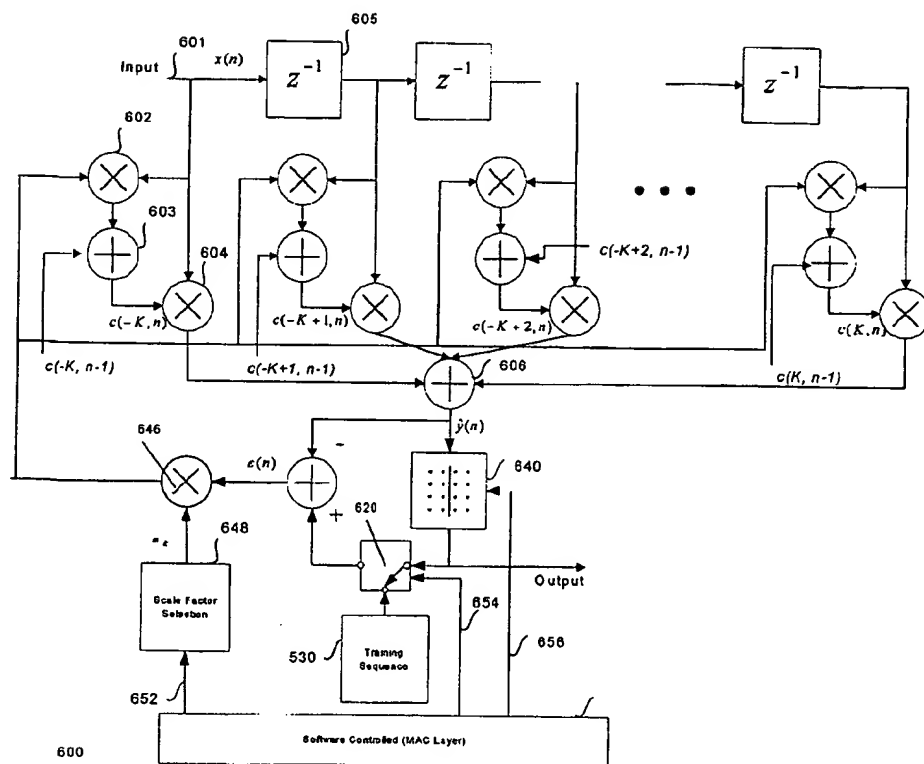 605
601
Input
x(n)
z⁻¹
z⁻¹
z⁻¹
602
603
604
c(-K+2, n-1)
c(-K,n)
c(-K+1,n)
c(-K+2,n)
c(K,n)
c(-K, n-1)
c(-K+1, n-1)
c(K, n-1)
606
ŷ(n)
-
646
ε(n)
640
+
620
648
Output
Scale Factor
Selection
654
530
Training
Sequence
656
652
Software Controlled (MAC Layer)
600